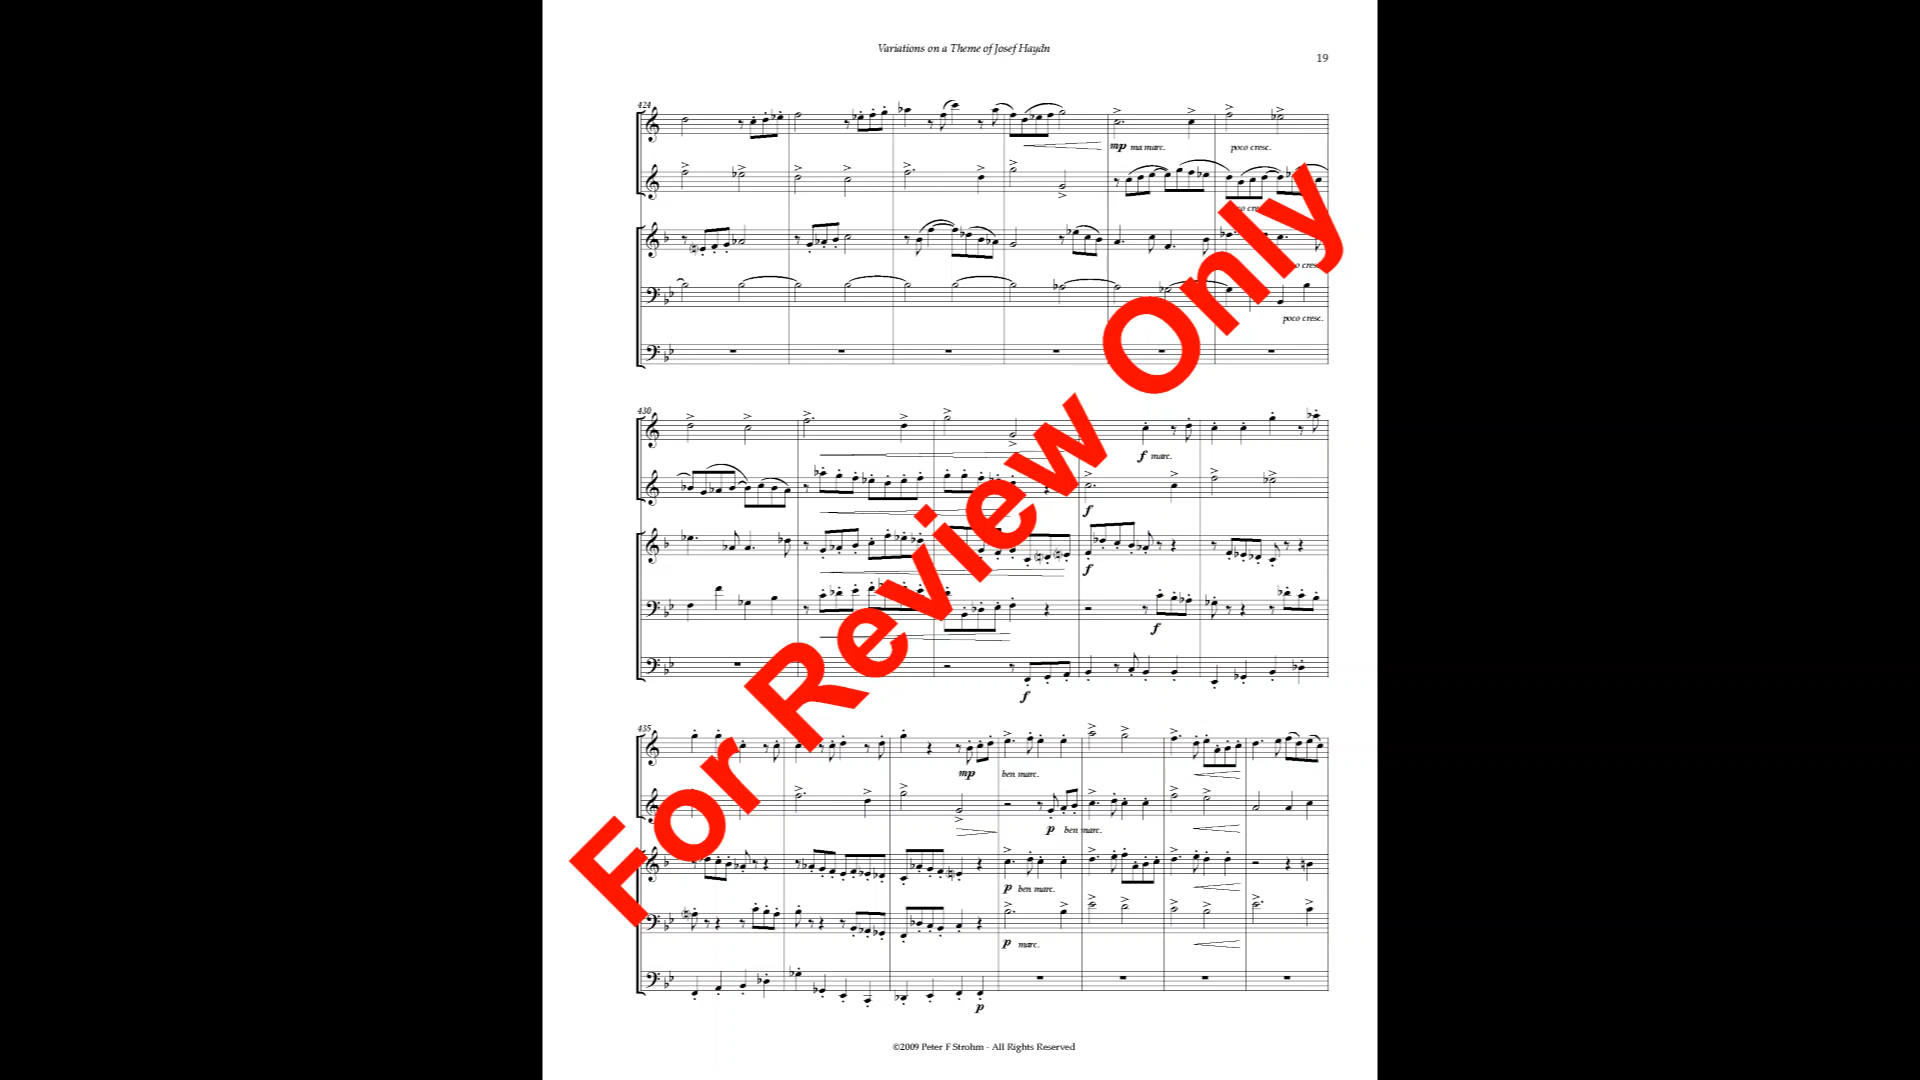 Variations on a Theme of Josef Haydn
19
424
mp ma marc.
poco cresc.
poco cresc.
430
f marc.
f
f
f
f
435
mp
ben marc.
p ben marc.
p ben marc.
p marc.
p
For Review Only
©2009 Peter F Strohm - All Rights Reserved